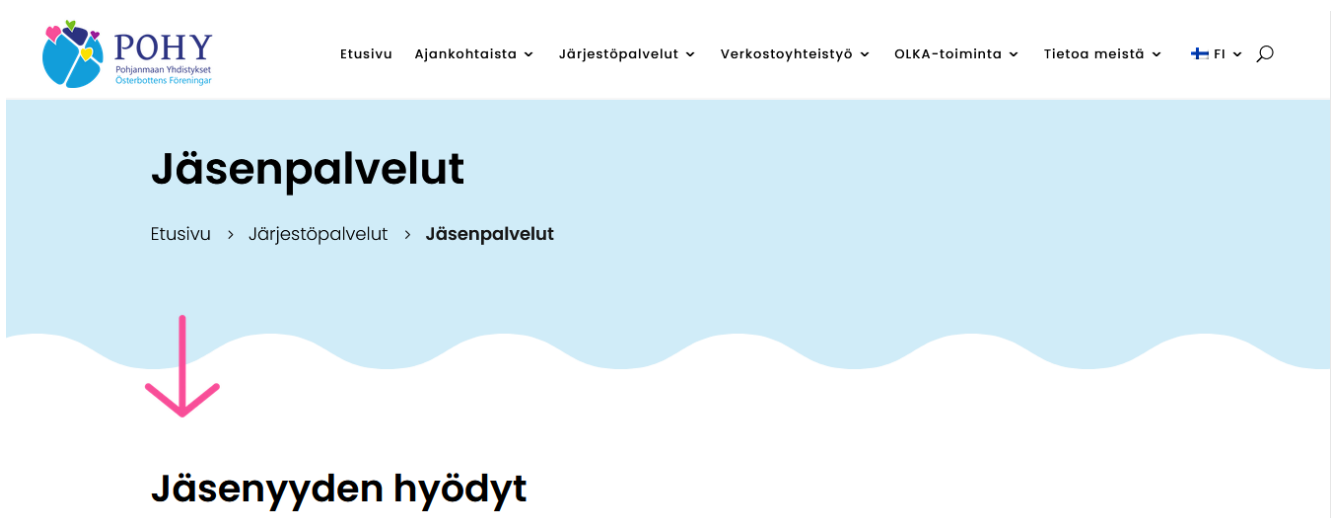 POHY
Pohjanmaan Yhdistykset
Österbottens Föreningar
Etusivu Ajankohtaista Järjestöpalvelut Verkostoyhteistyö OLKA-toiminta Tietoa meistä FI
Jäsenpalvelut
Etusivu > Järjestöpalvelut > Jäsenpalvelut
Jäsenyyden hyödyt